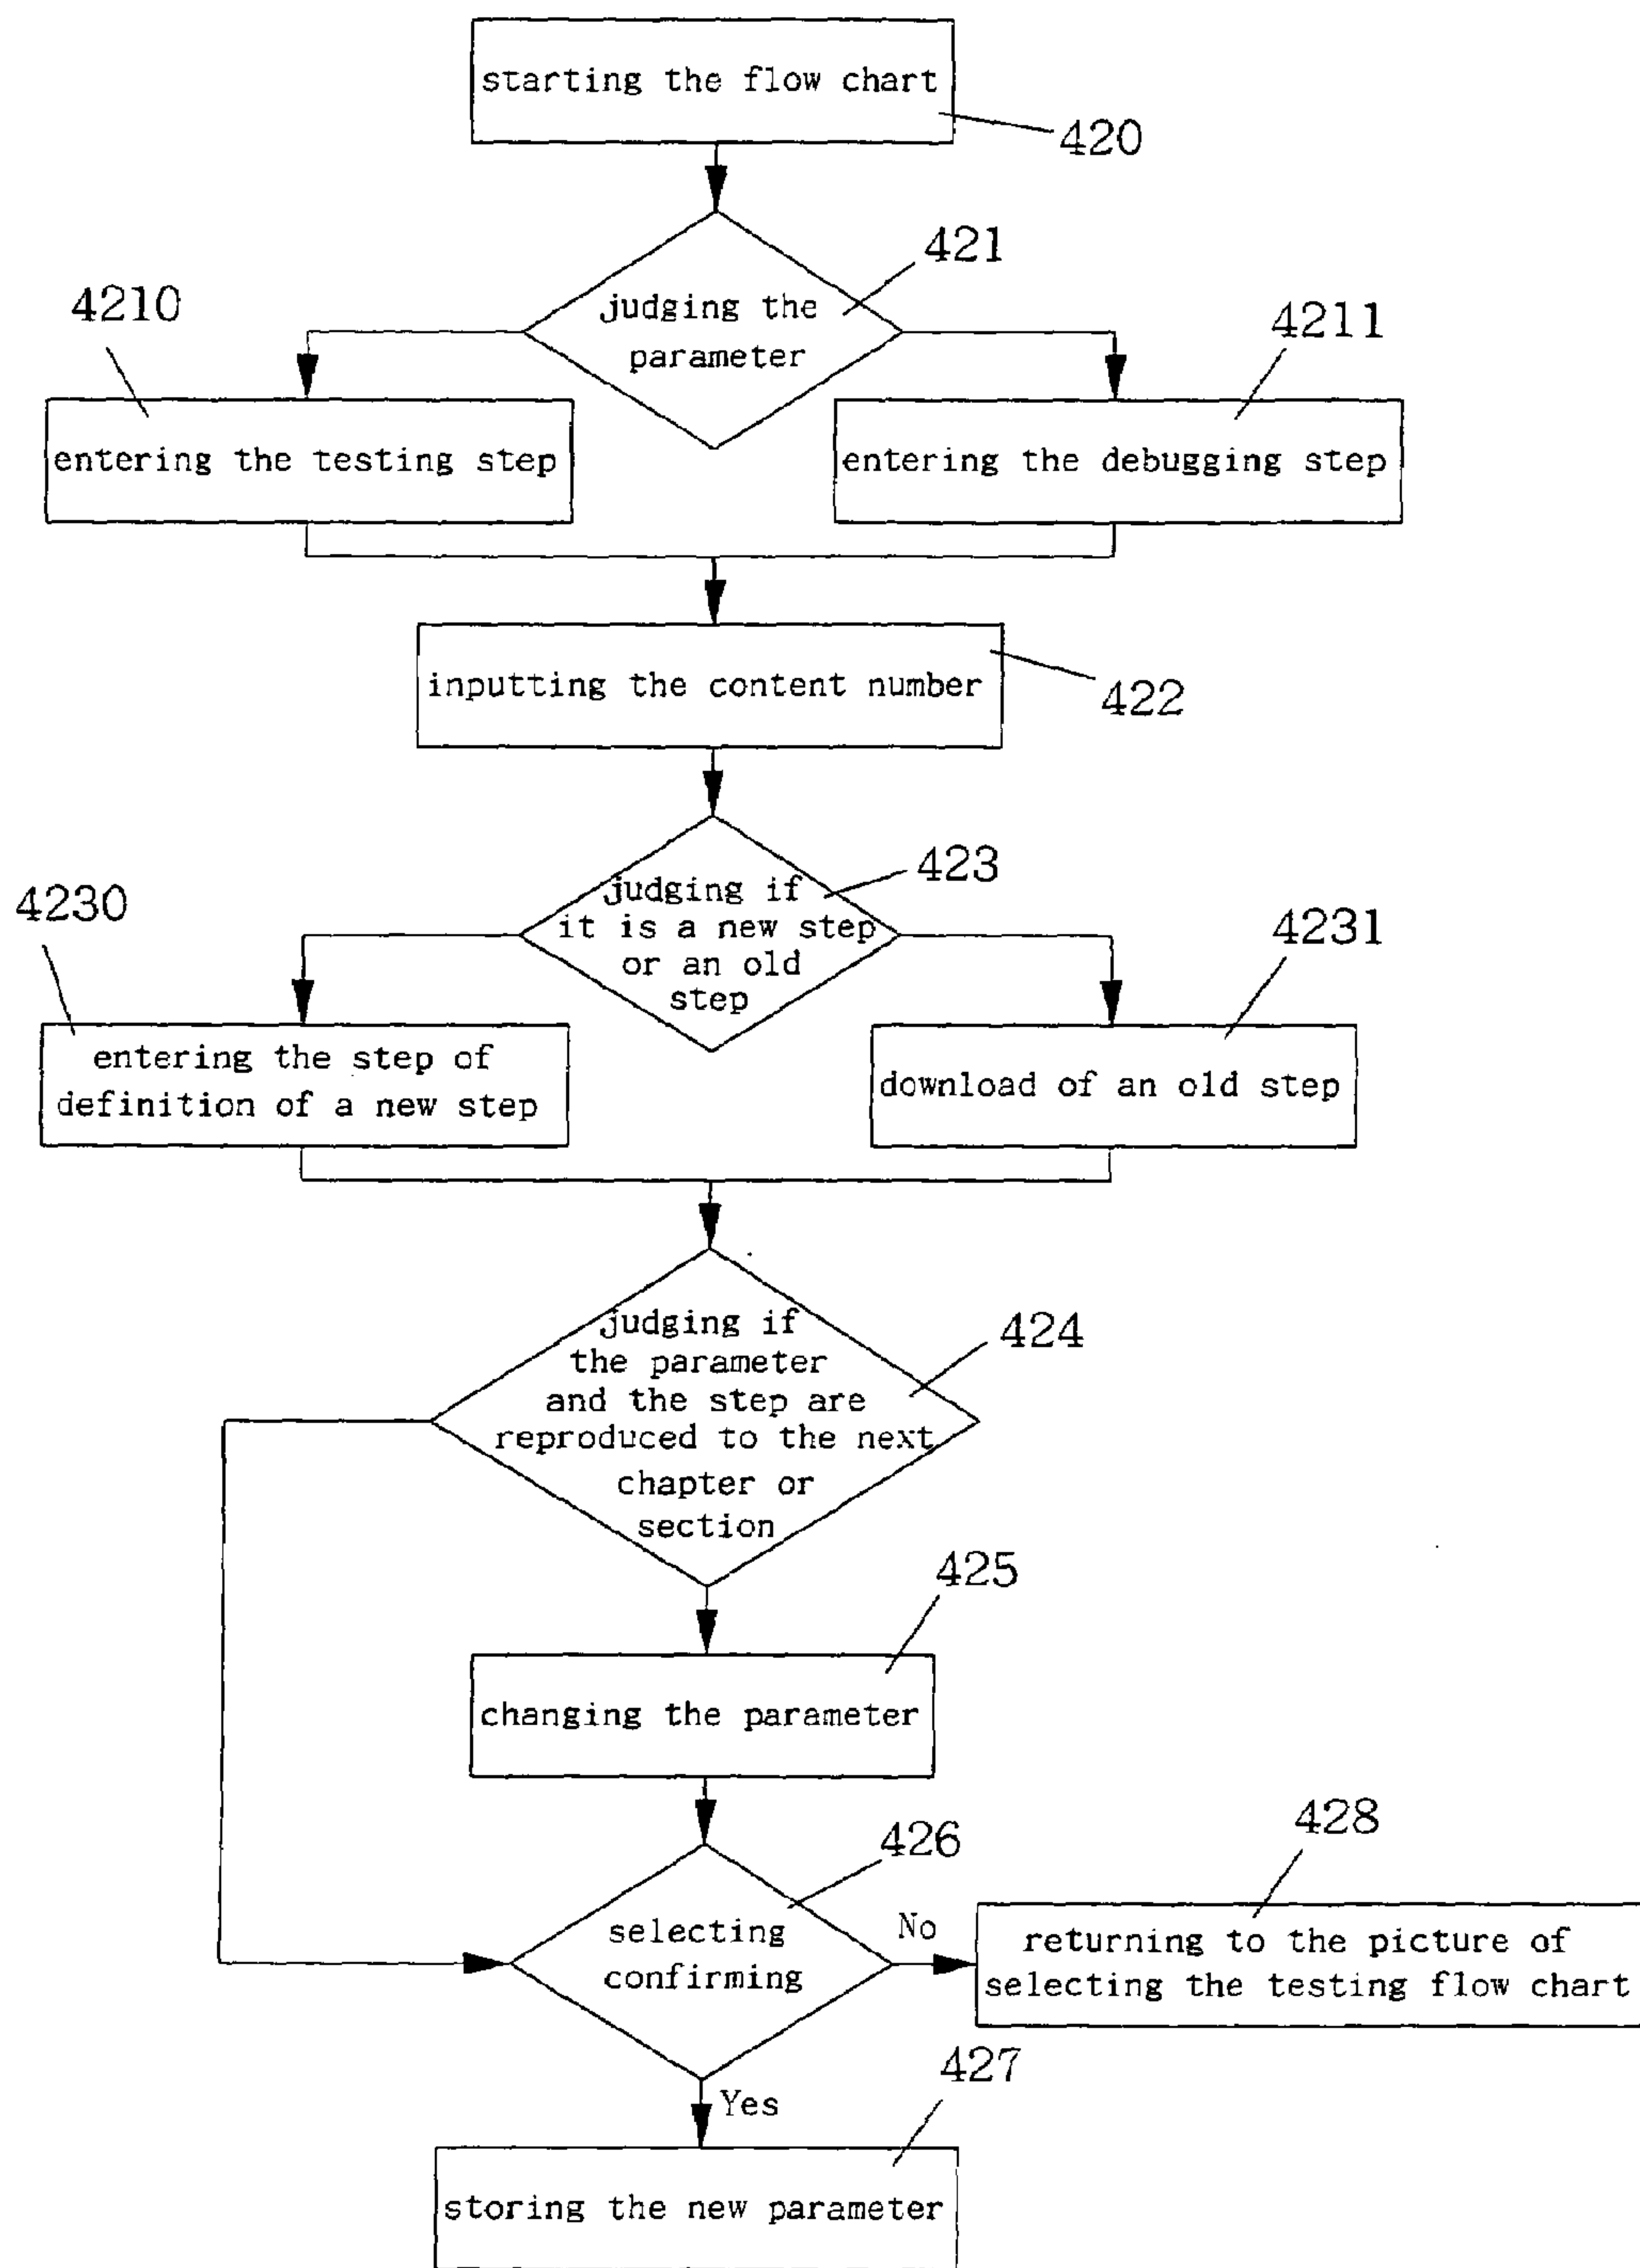 starting the flow chart
420
421
judging the
parameter
4210
4211
entering the testing step
entering the debugging step
inputting the content number
422
423
judging if
it is a new step
or an old
step
4230
4231
entering the step of
definition of a new step
download of an old step
424
judging if
the parameter
and the step are
reproduced to the next
chapter or
section
425
changing the parameter
426
428
selecting
confirming
No
returning to the picture of
selecting the testing flow chart
427
Yes
storing the new parameter